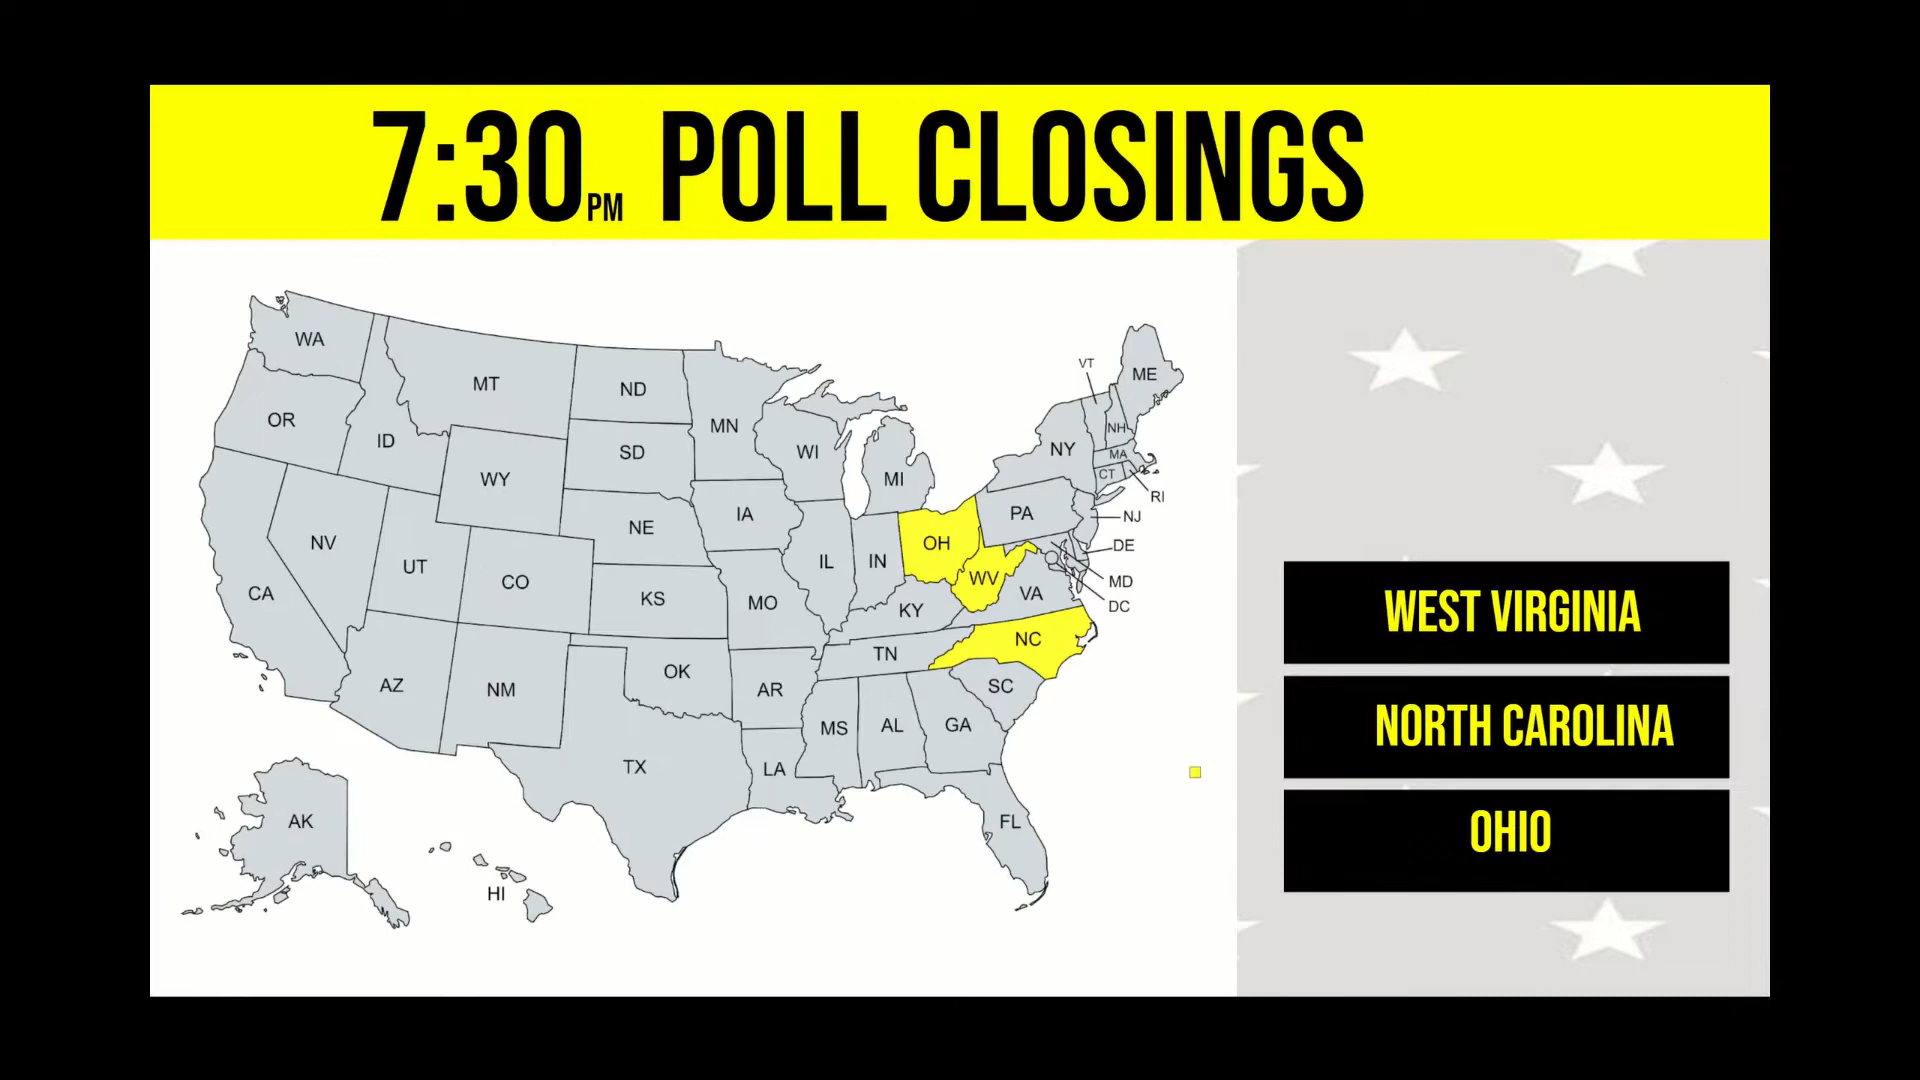 7:30PM POLL CLOSINGS
WA
MT
ND
MN
OR
ID
WY
SD
WI
MI
VT
ME
NH
NY
MA
CT
RI
NV
UT
CO
NE
IA
IL
IN
OH
PA
NJ
DE
MD
DC
CA
KS
MO
KY
WV
VA
AZ
NM
OK
AR
TN
NC
SC
TX
LA
MS
AL
GA
FL
AK
HI
WEST VIRGINIA
NORTH CAROLINA
OHIO